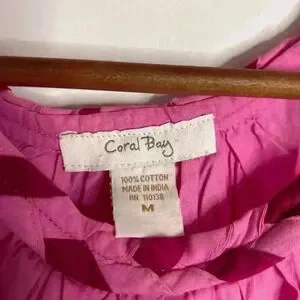 Coral Bay
100% COTTON
MADE IN INDIA
RN. 110138
M